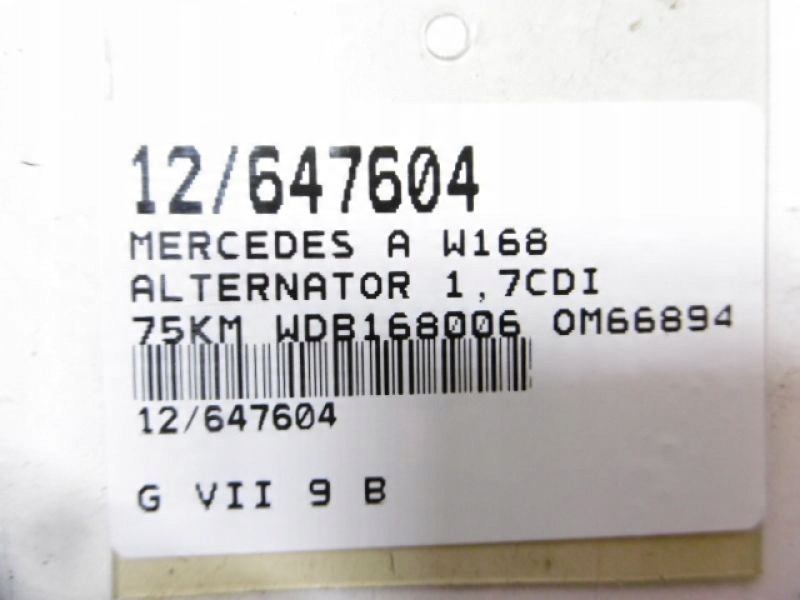 12/647604
MERCEDES A W168
ALTERNATOR 1,7CDI
75KM WDB168006 OM66894
12/647604
G VII 9 B